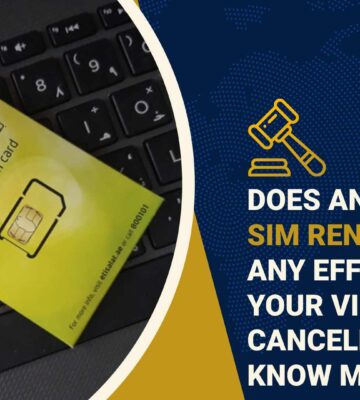 card
For more info, visit etisalat.ae or call 800101
DOES AN
SIM REN
ANY EFF
YOUR VI
CANCEL
KNOW M